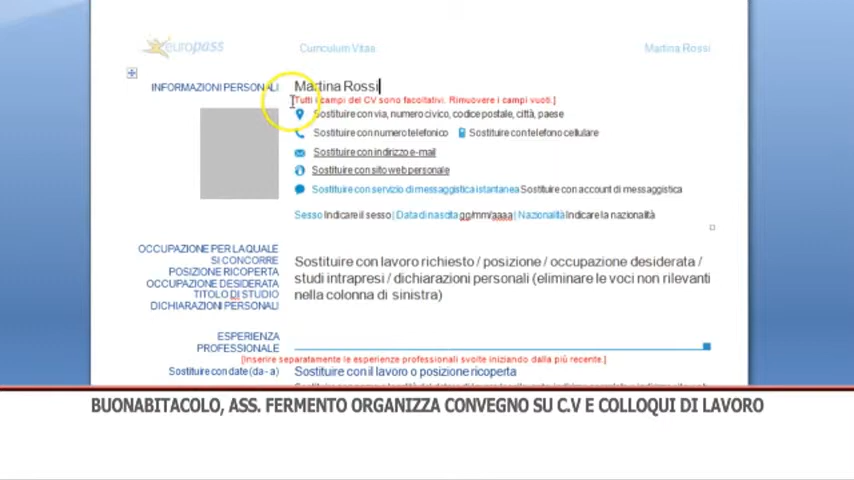 europass
Curriculum Vitae
Martina Rossi
INFORMAZIONI PERSONALI
Martina Rossi
[Tutti i campi del CV sono facoltativi. Rimuovere i campi vuoti.]
Sostituire con via, numero civico, codice postale, città, paese
Sostituire con numero telefonico Sostituire con telefono cellulare
Sostituire con indirizzo e-mail
Sostituire con sito web personale
Sostituire con servizio di messaggistica istantanea Sostituire con account di messaggistica
Sesso Indicare il sesso | Data di nascita gg/mm/aaaa | Nazionalità Indicare la nazionalità
OCCUPAZIONE PER LA QUALE
SI CONCORRE
POSIZIONE RICOPERTA
OCCUPAZIONE DESIDERATA
TITOLO DI STUDIO
DICHIARAZIONI PERSONALI
Sostituire con lavoro richiesto / posizione / occupazione desiderata /
studi intrapresi / dichiarazioni personali (eliminare le voci non rilevanti
nella colonna di sinistra)
ESPERIENZA
PROFESSIONALE
[Inserire separatamente le esperienze professionali svolte iniziando dalla più recente.]
Sostituire con date (da - a)
Sostituire con il lavoro o posizione ricoperta
BUONABITACOLO, ASS. FERMENTO ORGANIZZA CONVEGNO SU C.V E COLLOQUI DI LAVORO